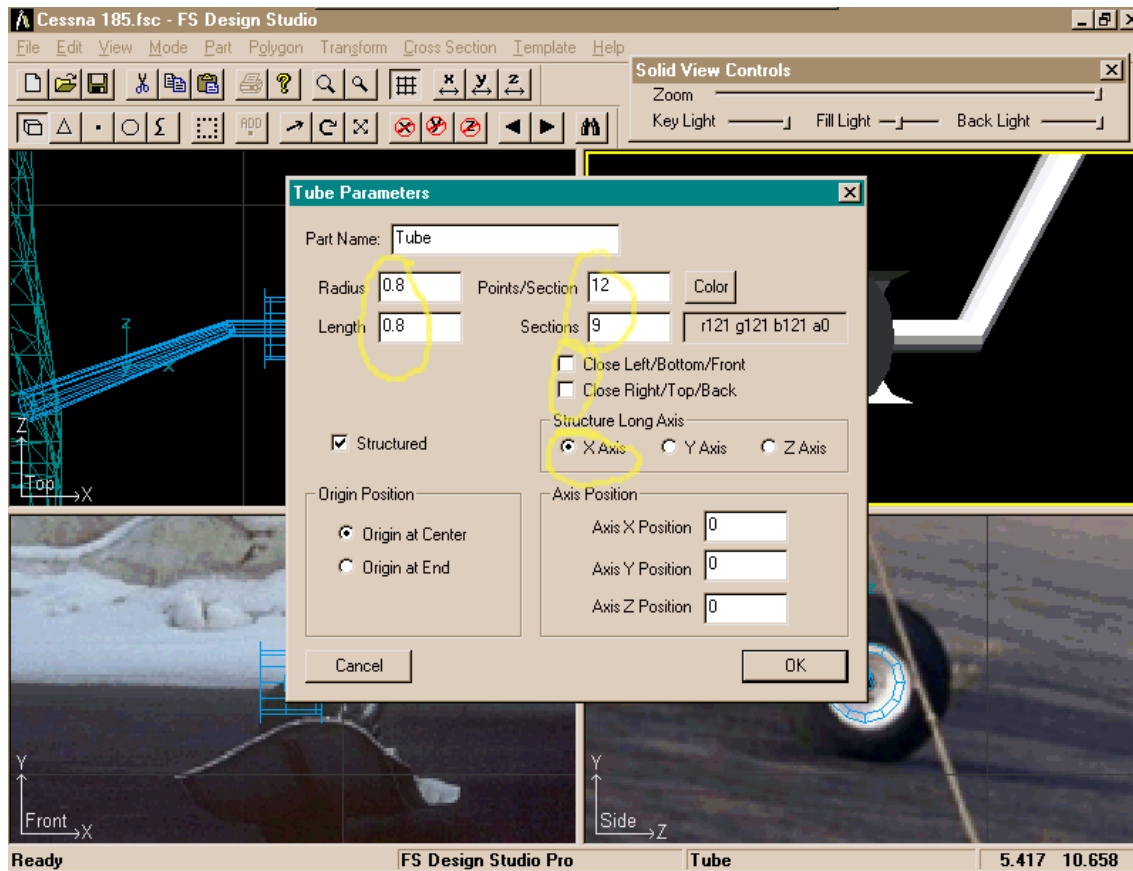 Cessna 185.fsc - FS Design Studio
File Edit View Mode Part Polygon Transform Cross Section Template Help
Solid View Controls
Zoom
Key Light Fill Light Back Light
x y z
ADD
x y z
Tube Parameters
Part Name: Tube
Radius 0.8 Points/Section 12 Color
Length 0.8 Sections 9 r121 g121 b121 a0
Close Left/Bottom/Front
Close Right/Top/Back
Structure Long Axis
Structured X Axis Y Axis Z Axis
Origin Position Axis Position
Origin at Center Axis X Position 0
Origin at End Axis Y Position 0
Axis Z Position 0
Cancel OK
Z
X
Z
Top X
Y
Front X
Y
Side Z
Ready FS Design Studio Pro Tube 5.417 10.658